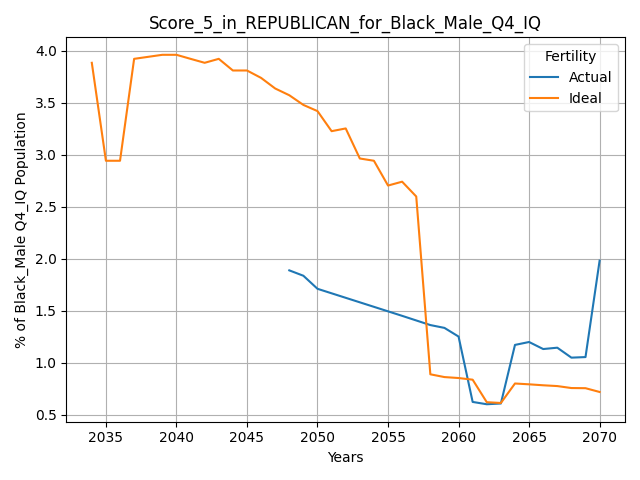 Score_5_in_REPUBLICAN_for_Black_Male_Q4_IQ
Fertility
Actual
Ideal
% of Black_Male Q4_IQ Population
4.0
3.5
3.0
2.5
2.0
1.5
1.0
0.5
2035 2040 2045 2050 2055 2060 2065 2070
Years